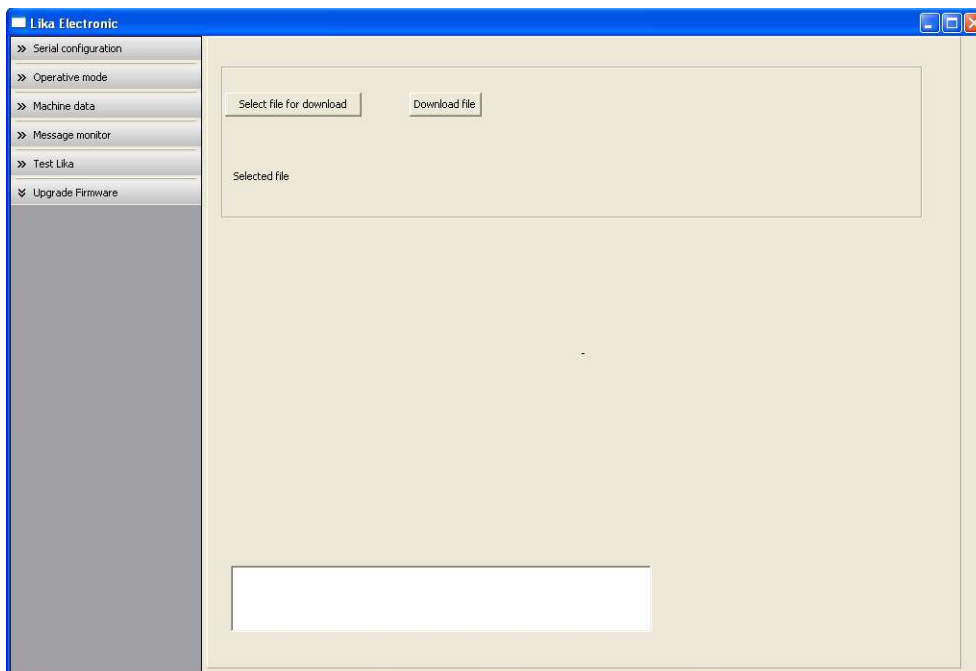 Lika Electronic
Serial configuration
Operative mode
Machine data
Message monitor
Test Lika
Upgrade Firmware
Select file for download
Download file
Selected file
-